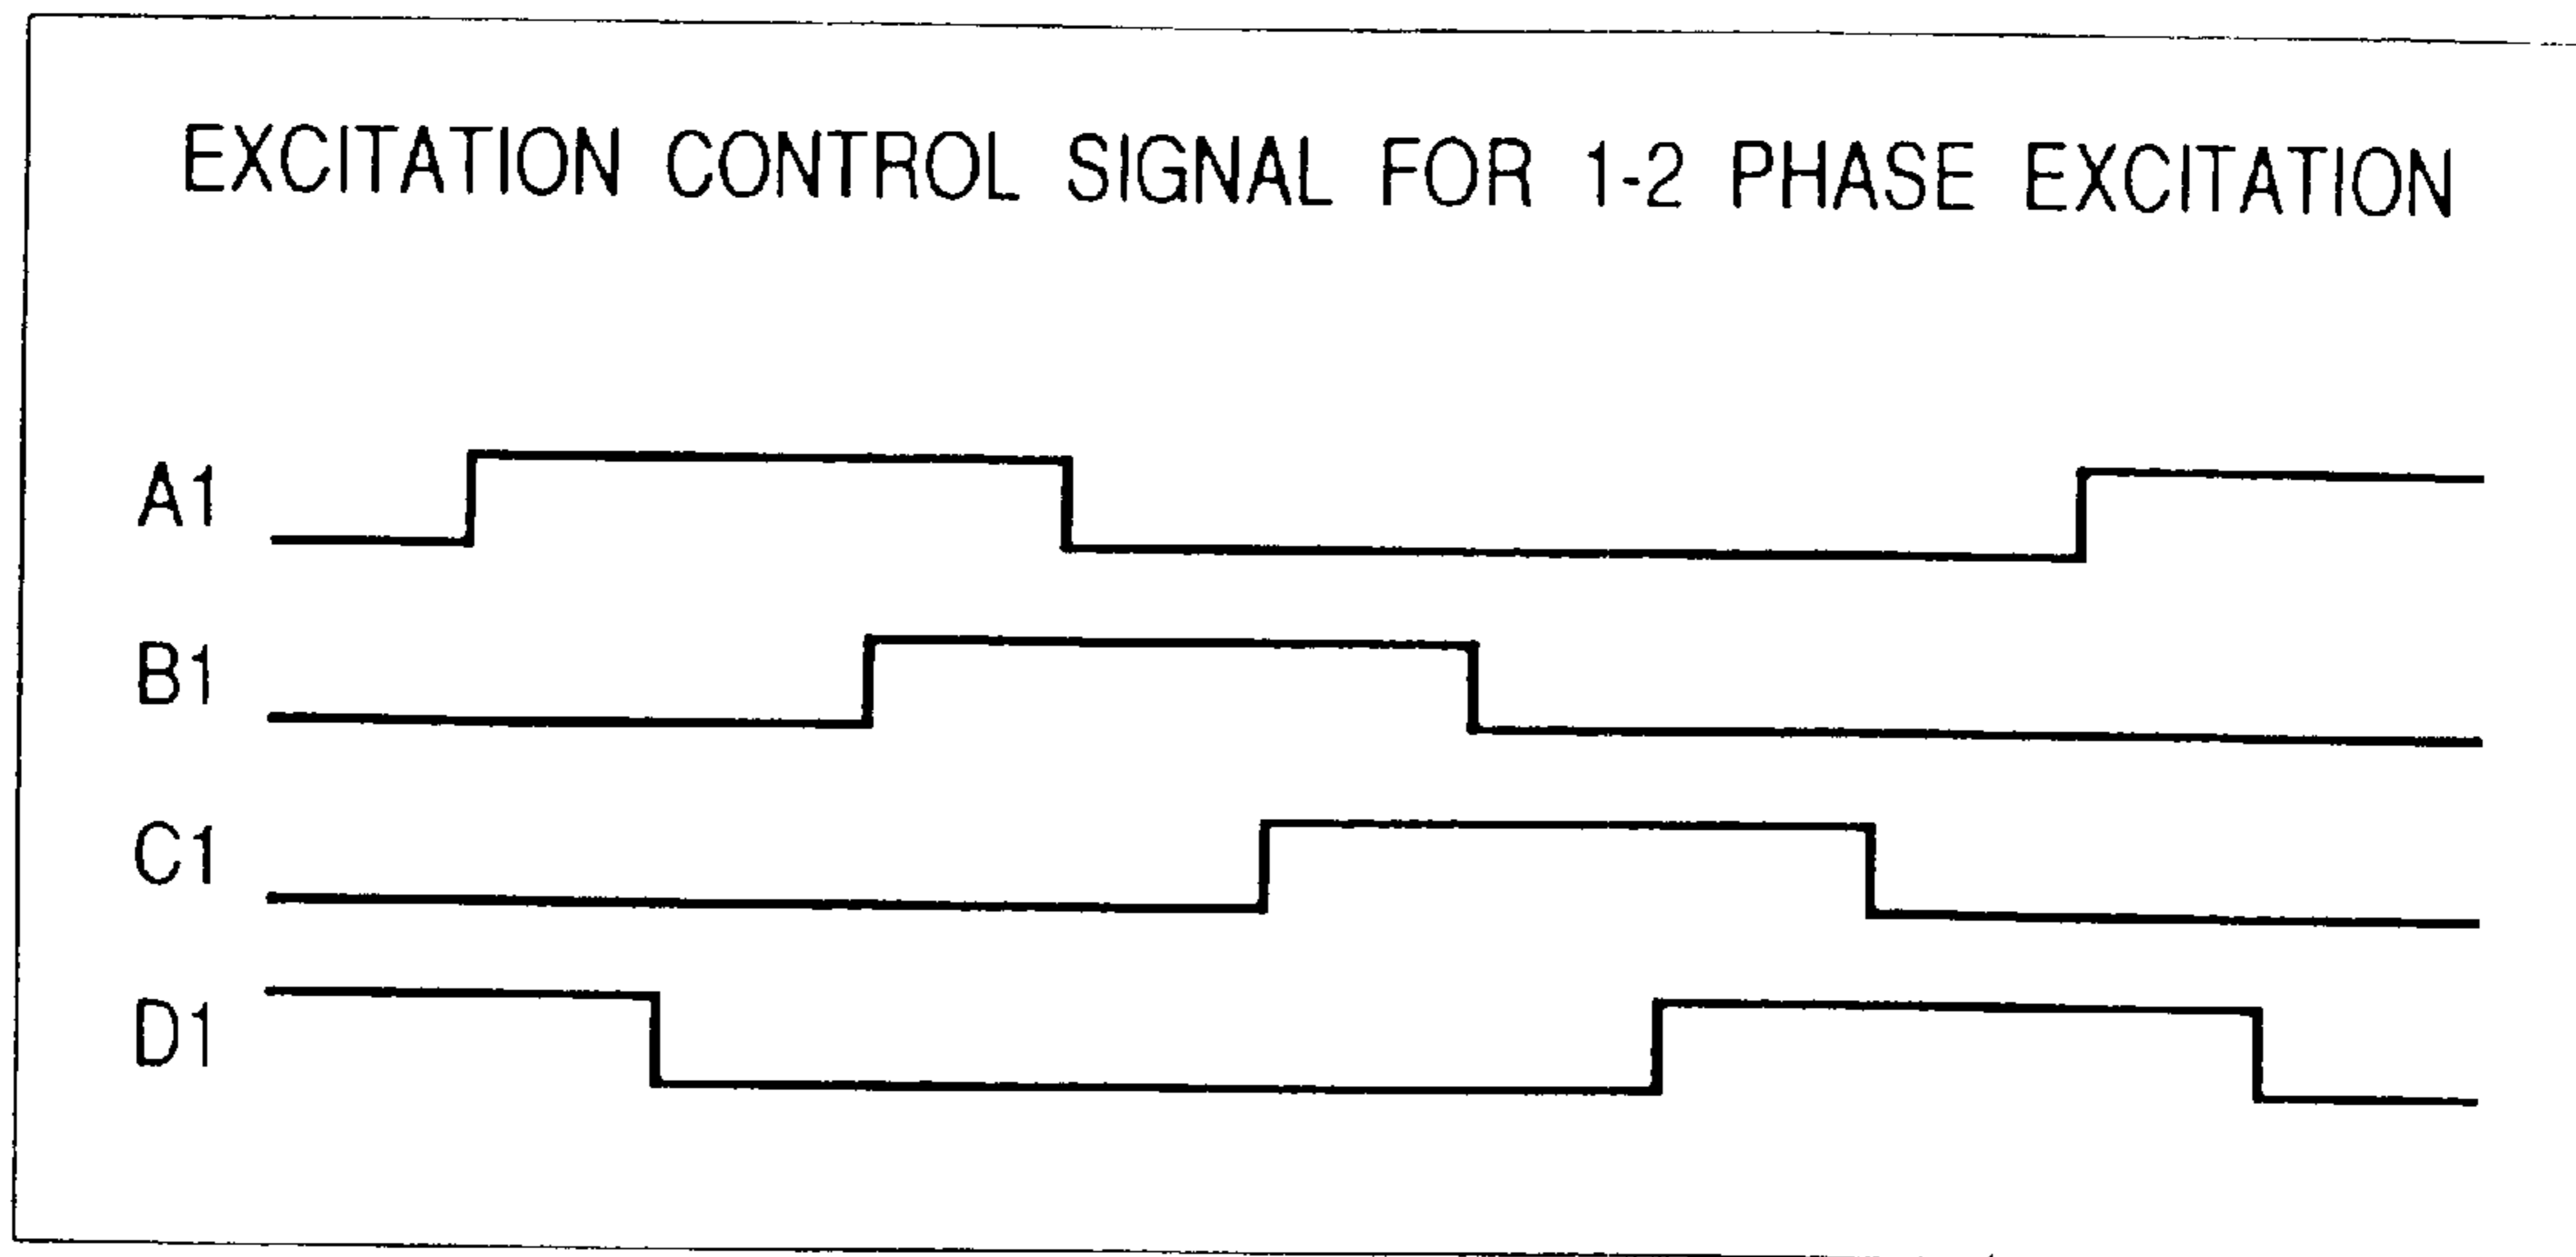 EXCITATION CONTROL SIGNAL FOR 1-2 PHASE EXCITATION
A1
B1
C1
D1